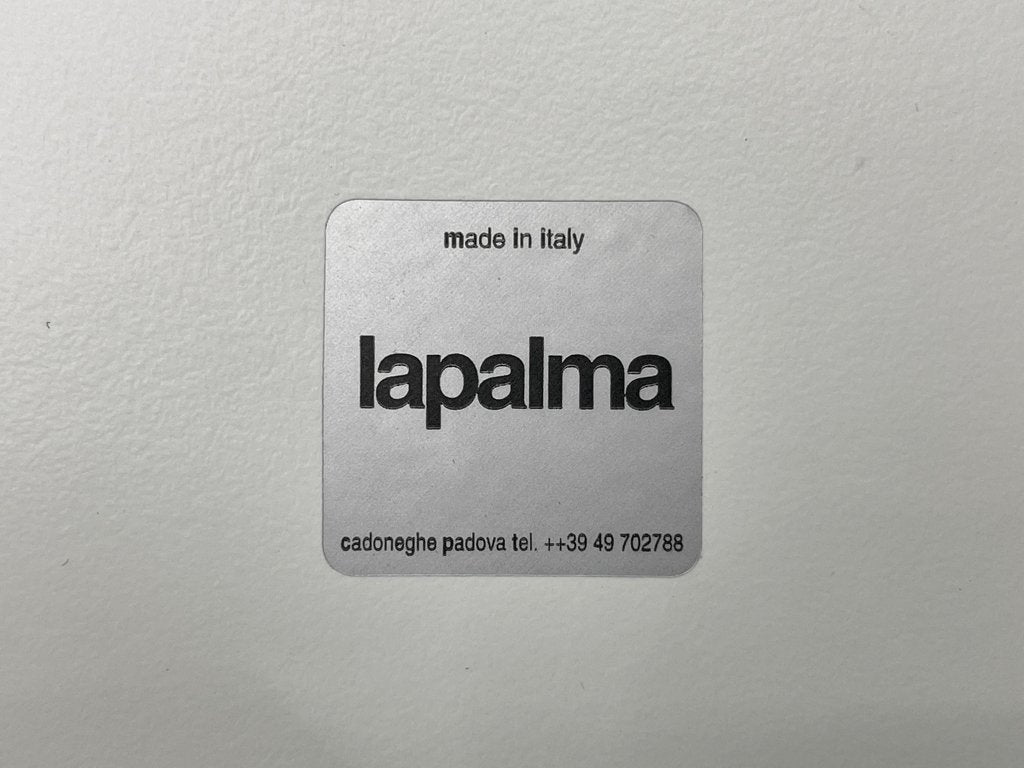 made in italy
lapalma
cadoneghe padova tel. ++39 49 702788